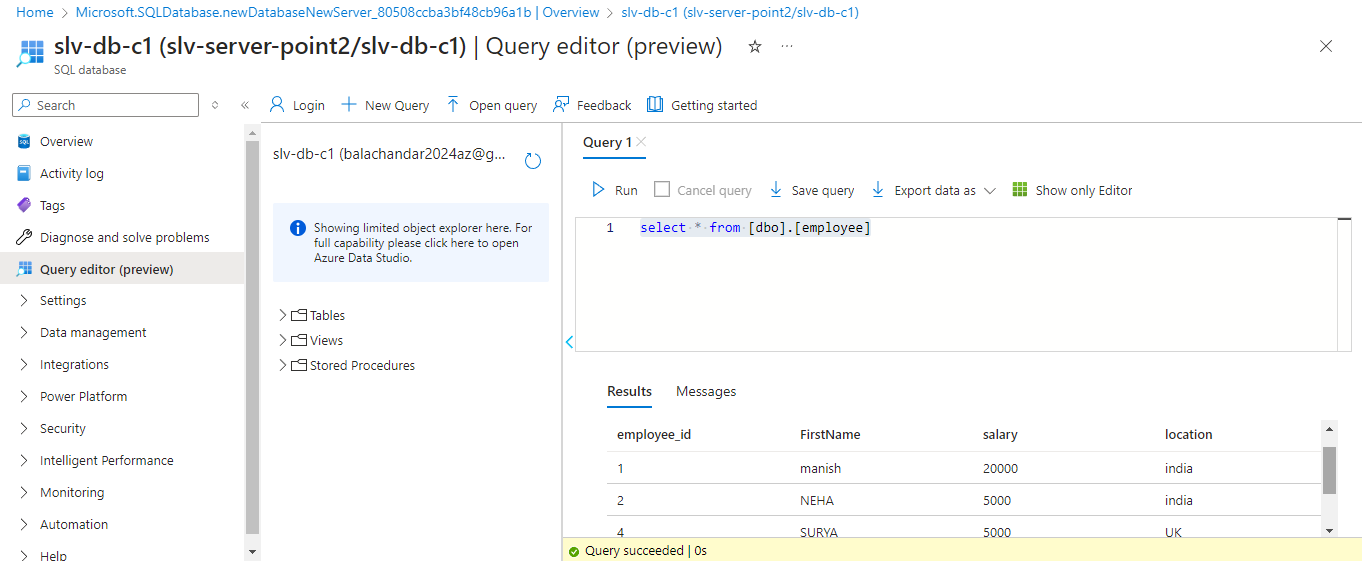 Home > Microsoft.SQLDatabase.newDatabaseNewServer_80508ccba3bf48cb96a1b | Overview > slv-db-c1 (slv-server-point2/slv-db-c1)
slv-db-c1 (slv-server-point2/slv-db-c1) | Query editor (preview)
SQL database
Search
Overview
Activity log
Tags
Diagnose and solve problems
Query editor (preview)
Settings
Data management
Integrations
Power Platform
Security
Intelligent Performance
Monitoring
Automation
Help
Login New Query Open query Feedback Getting started
slv-db-c1 (balachandar2024az@g...
Showing limited object explorer here. For
full capability please click here to open
Azure Data Studio.
Tables
Views
Stored Procedures
Query 1
Run Cancel query Save query Export data as Show only Editor
1 select * from [dbo].[employee]
Results Messages
employee_id FirstName salary location
1 manish 20000 india
2 NEHA 5000 india
4 SURYA 5000 UK
Query succeeded | 0s